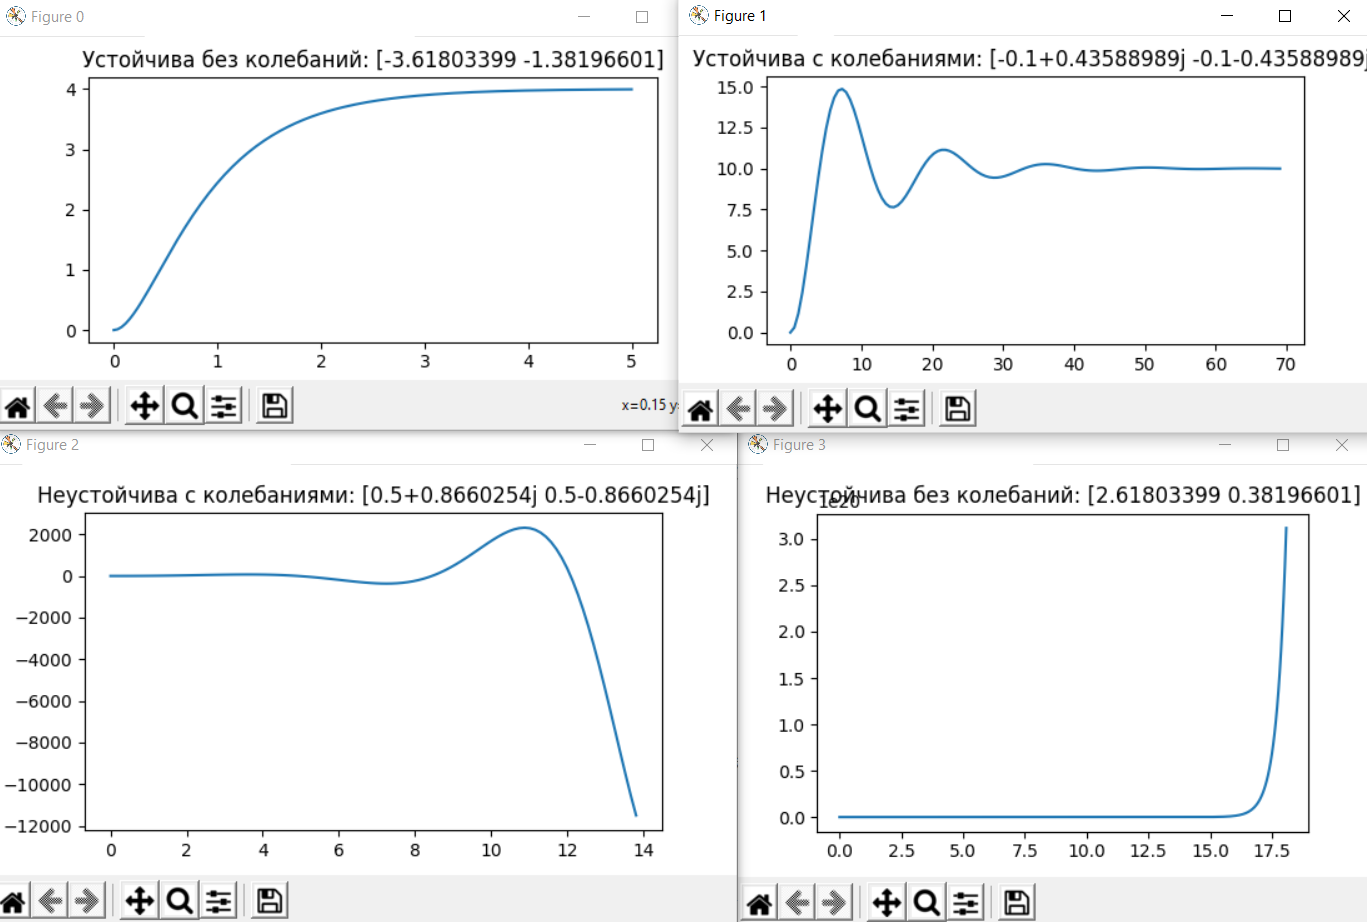 Figure 0
Устойчива без колебаний: [-3.61803399 -1.38196601]
4
3
2
1
0
0 1 2 3 4 5
x=0.15 y
Figure 1
Устойчива с колебаниями: [-0.1+0.43588989j -0.1-0.43588989j
15.0
12.5
10.0
7.5
5.0
2.5
0.0
0 10 20 30 40 50 60 70
Figure 2
Неустойчива с колебаниями: [0.5+0.8660254j 0.5-0.8660254j]
2000
0
−2000
−4000
−6000
−8000
−10000
−12000
0 2 4 6 8 10 12 14
Figure 3
Неустойчива без колебаний: [2.61803399 0.38196601]
1e20
3.0
2.5
2.0
1.5
1.0
0.5
0.0
0.0 2.5 5.0 7.5 10.0 12.5 15.0 17.5